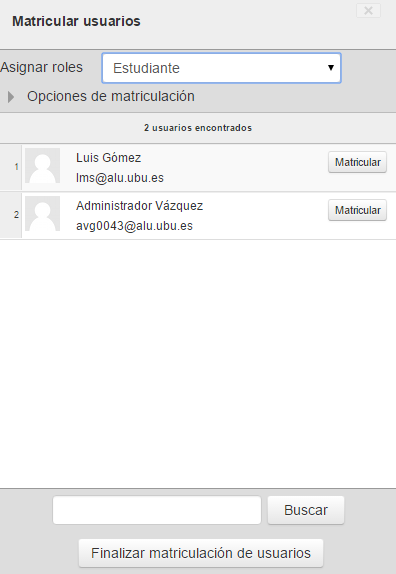 Matricular usuarios
Asignar roles Estudiante
Opciones de matriculación
2 usuarios encontrados
1 Luis Gómez Matricular
lms@alu.ubu.es
2 Administrador Vázquez Matricular
avg0043@alu.ubu.es
Buscar
Finalizar matriculación de usuarios